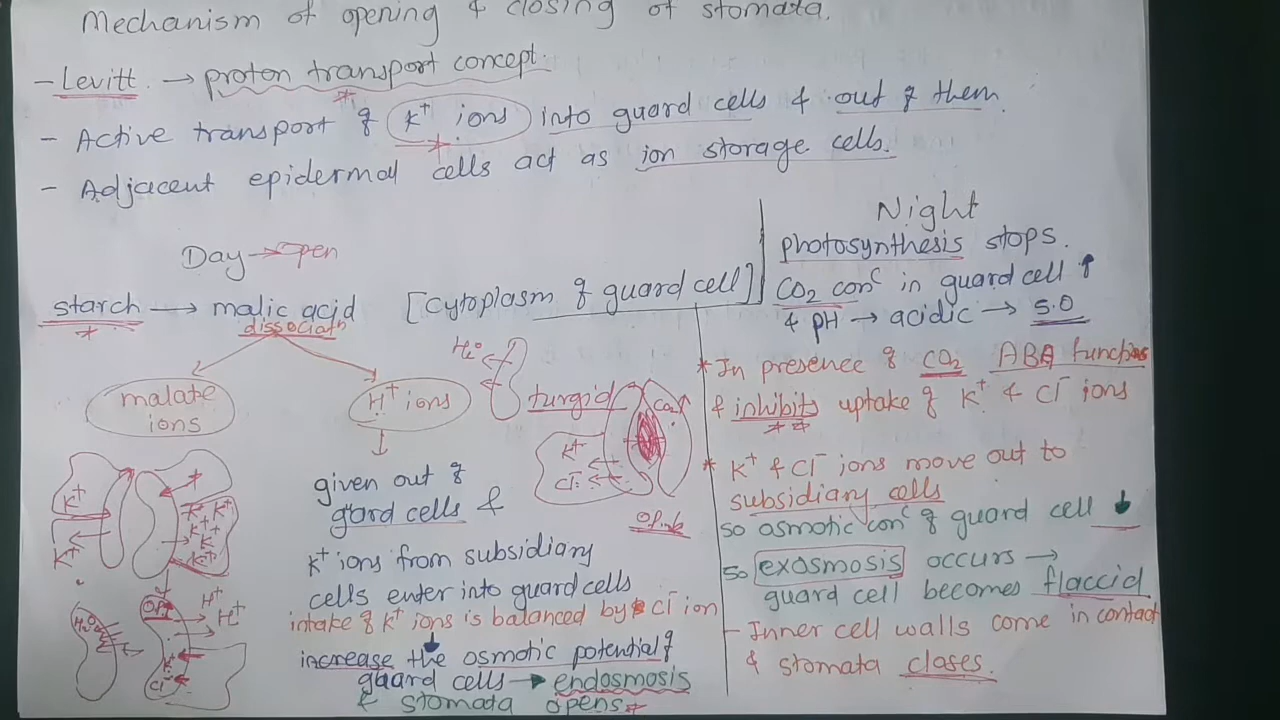 Mechanism of opening & closing of stomata.
- Levitt → proton transport concept.
- Active transport of K+ ions into guard cells & out of them.
- Adjacent epidermal cells act as ion storage cells.
Day → open
starch → malic acid [cytoplasm of guard cell]
dissociatn
malate ions
H+ ions
given out of
gard cells &
K+ ions from subsidiary
cells enter into guard cells
intake of K+ ions is balanced by Cl- ion
increase the osmotic potential of
guard cells → endosmosis
& stomata opens
H2O
turgid
CO2
K+
Cl-
K+
K+
K+
K+
K+
H+
H+
H2O
K+
Cl-
Night
photosynthesis stops.
CO2 conc in guard cell ↑
& pH → acidic → 5.0
* In presence of CO2 ABA functions
& inhibits uptake of K+ & Cl- ions
* K+ & Cl- ions move out to
subsidiary cells
so osmotic conc of guard cell ↓
so exosmosis occurs →
guard cell becomes flaccid
- Inner cell walls come in contact
& stomata closes.